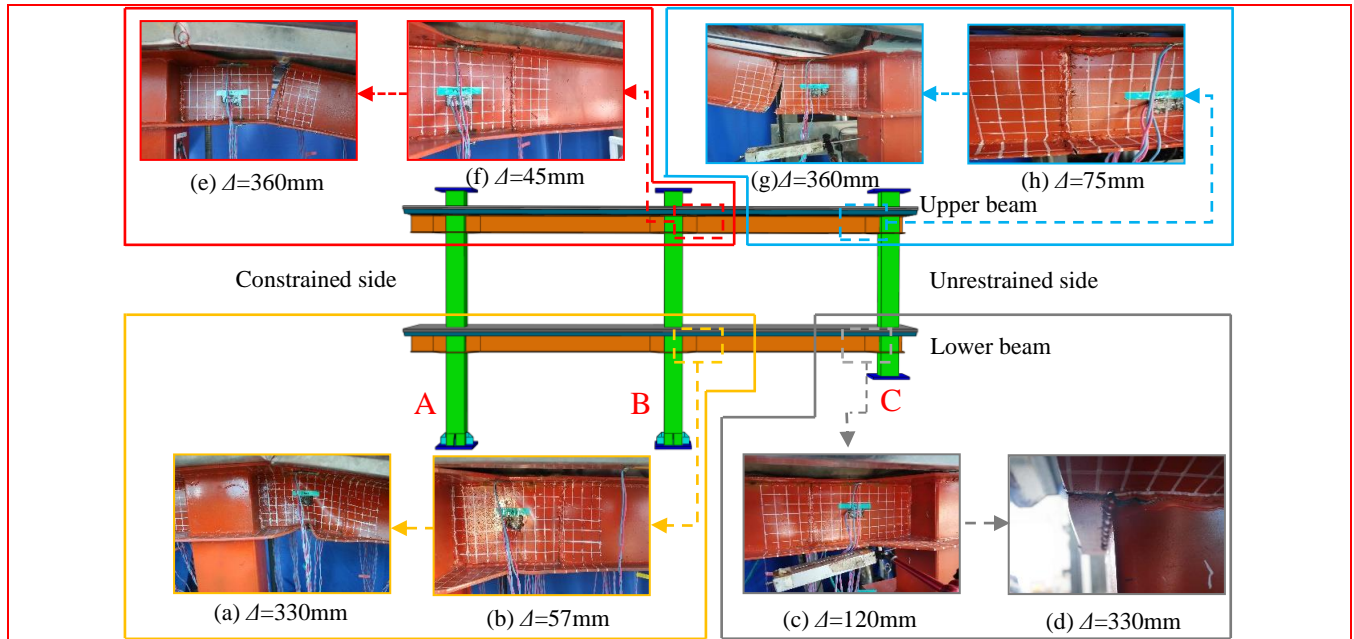 (e) Δ=360mm
(f) Δ=45mm
(g)Δ=360mm
(h) Δ=75mm
Upper beam
Constrained side
Unrestrained side
Lower beam
A
B
C
(a) Δ=330mm
(b) Δ=57mm
(c) Δ=120mm
(d) Δ=330mm